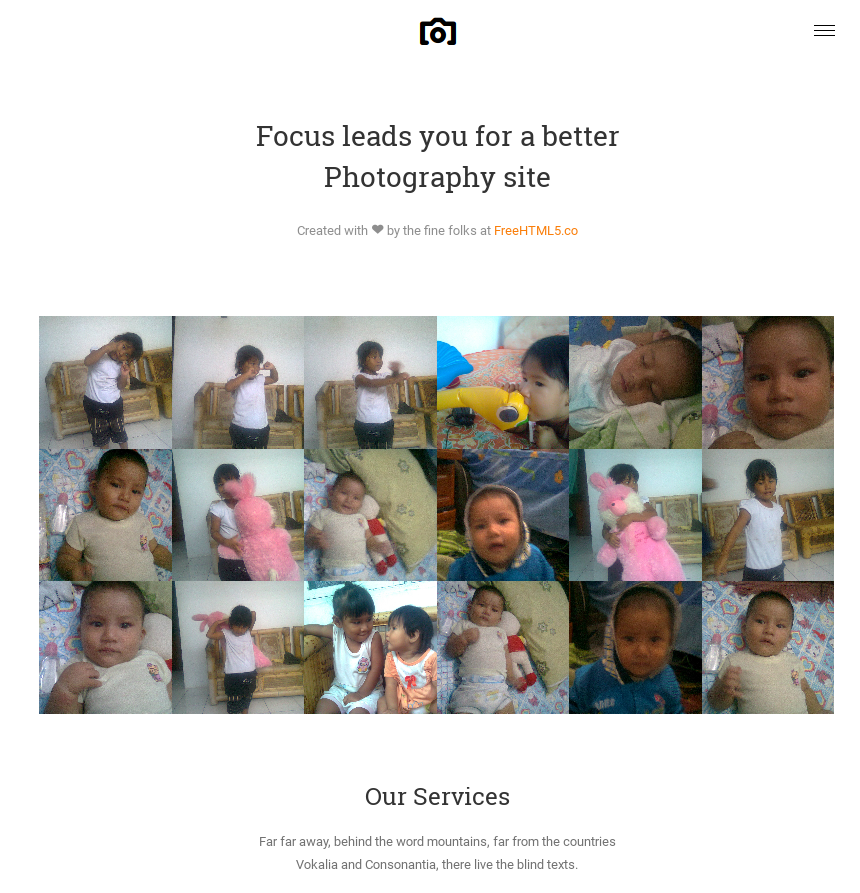 Focus leads you for a better
Photography site
Created with ❤ by the fine folks at FreeHTML5.co
Our Services
Far far away, behind the word mountains, far from the countries
Vokalia and Consonantia, there live the blind texts.